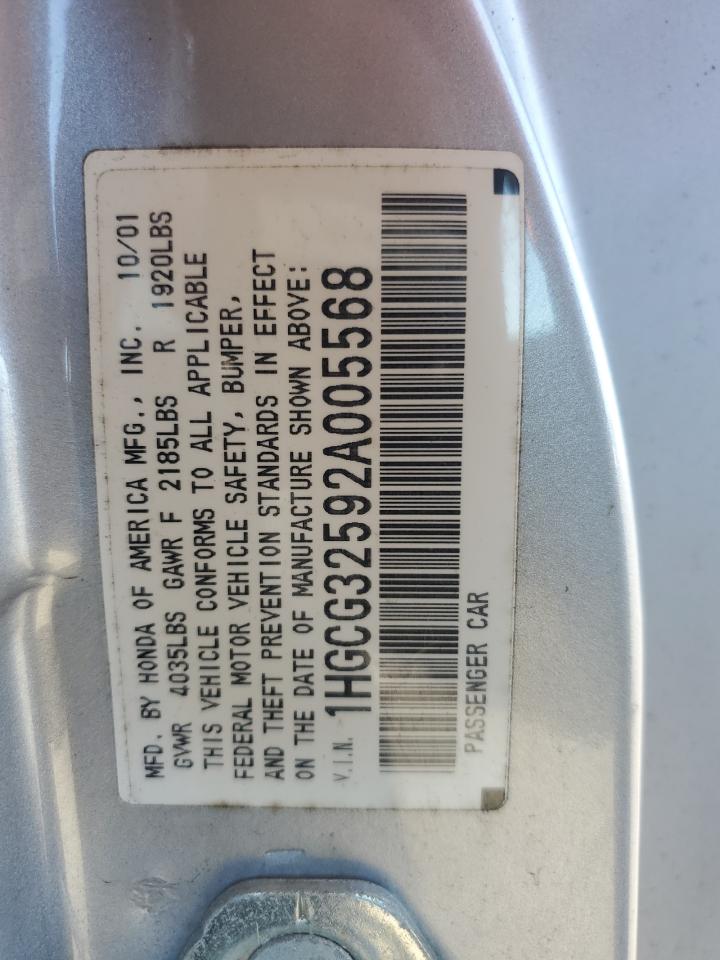 MFD. BY HONDA OF AMERICA MFG., INC. 10/01
GVWR 4035LBS GAWR F 2185LBS R 1920LBS
THIS VEHICLE CONFORMS TO ALL APPLICABLE
FEDERAL MOTOR VEHICLE SAFETY, BUMPER,
AND THEFT PREVENTION STANDARDS IN EFFECT
ON THE DATE OF MANUFACTURE SHOWN ABOVE:
V.I.N. 1HGCG32592A005568
PASSENGER CAR